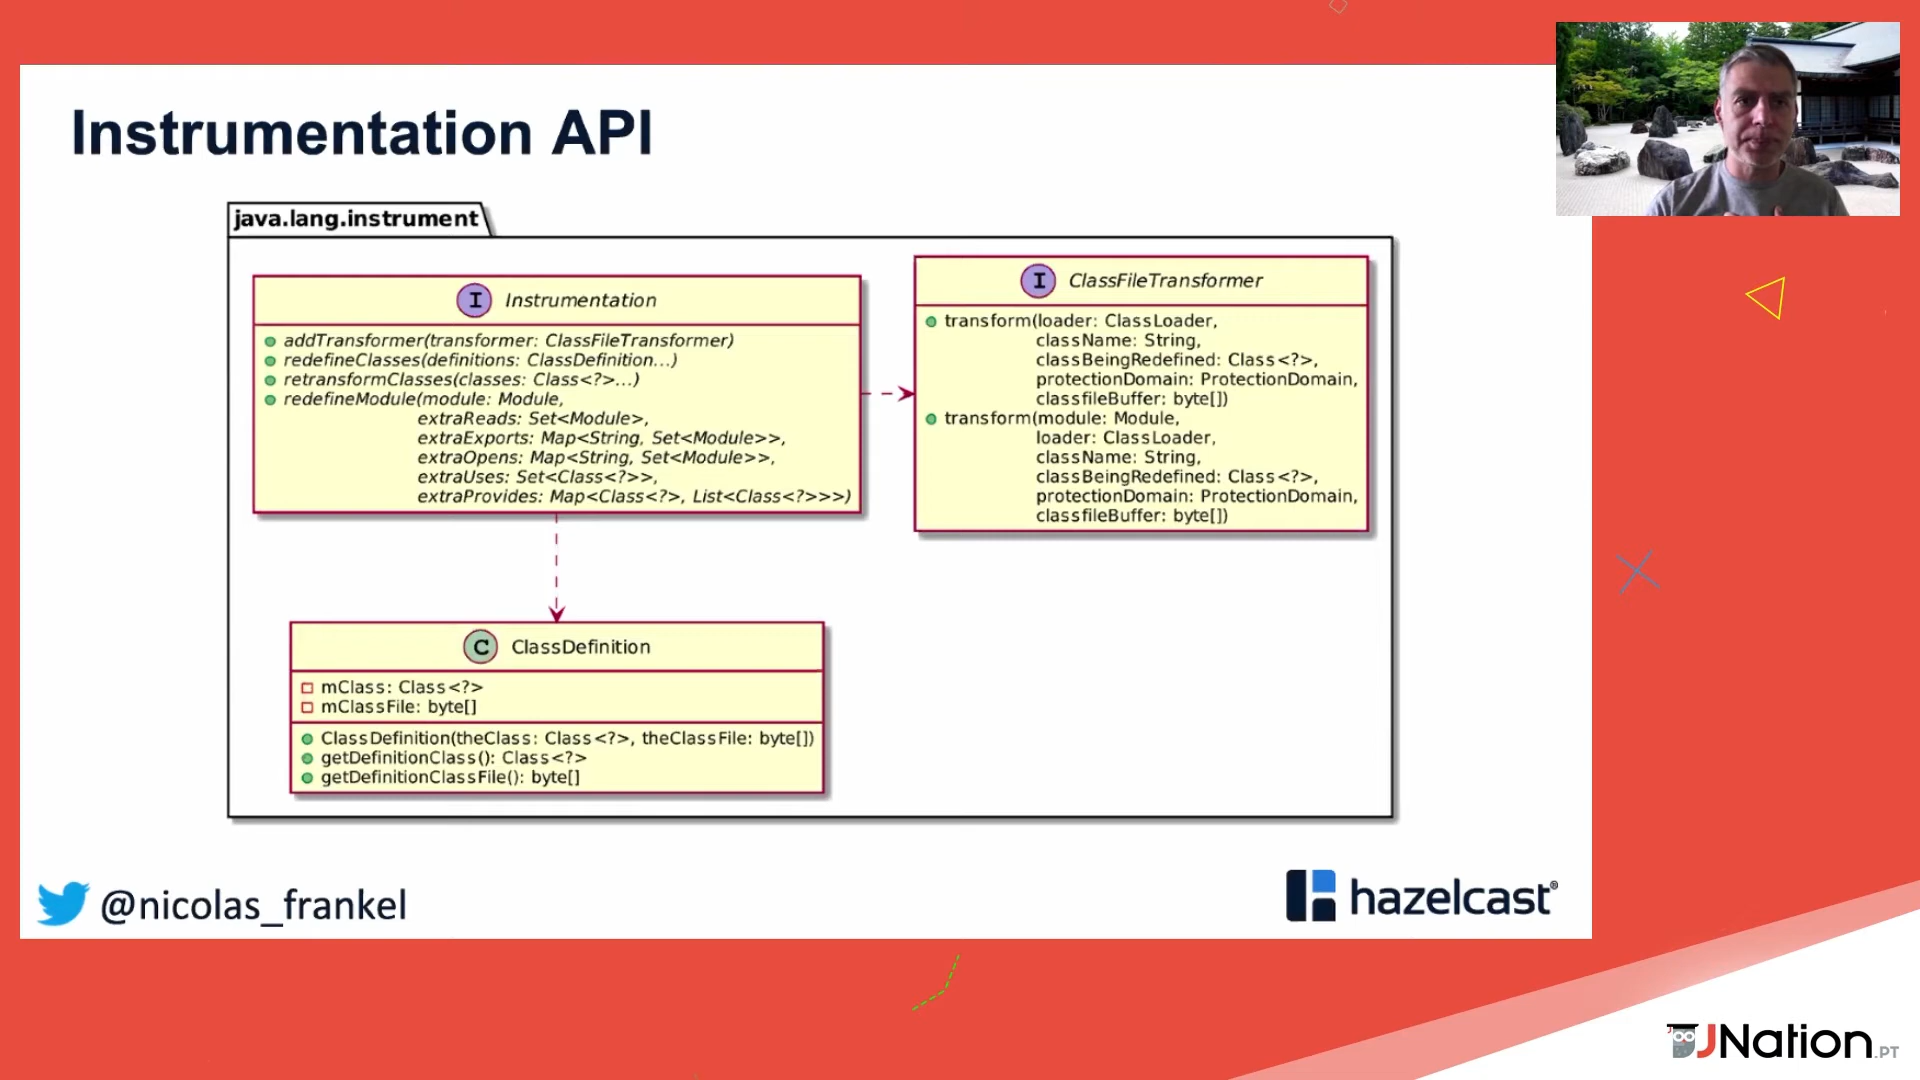 Instrumentation API
java.lang.instrument
I Instrumentation
addTransformer(transformer: ClassFileTransformer)
redefineClasses(definitions: ClassDefinition...)
retransformClasses(classes: Class<?>...)
redefineModule(module: Module,
extraReads: Set<Module>,
extraExports: Map<String, Set<Module>>,
extraOpens: Map<String, Set<Module>>,
extraUses: Set<Class<?>>,
extraProvides: Map<Class<?>, List<Class<?>>>)
I ClassFileTransformer
transform(loader: ClassLoader,
className: String,
classBeingRedefined: Class<?>,
protectionDomain: ProtectionDomain,
classfileBuffer: byte[])
transform(module: Module,
loader: ClassLoader,
className: String,
classBeingRedefined: Class<?>,
protectionDomain: ProtectionDomain,
classfileBuffer: byte[])
C ClassDefinition
mClass: Class<?>
mClassFile: byte[]
ClassDefinition(theClass: Class<?>, theClassFile: byte[])
getDefinitionClass(): Class<?>
getDefinitionClassFile(): byte[]
@nicolas_frankel
hazelcast®
JNation.PT